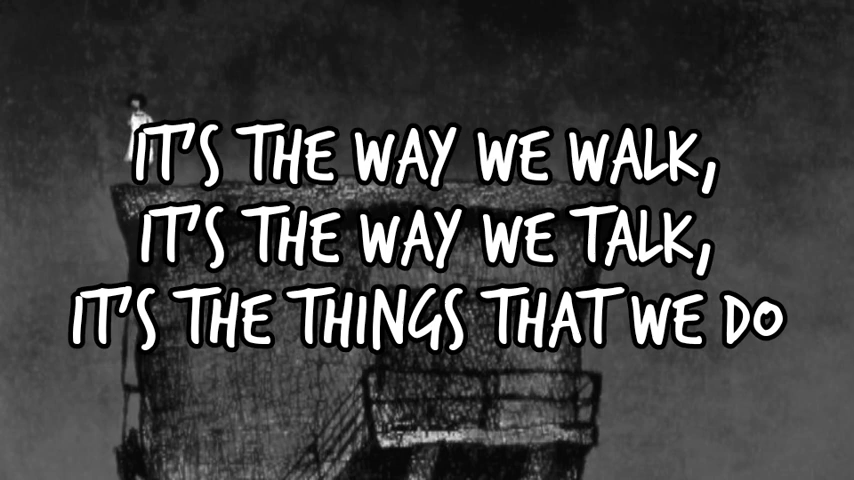 IT'S THE WAY WE WALK,
IT'S THE WAY WE TALK,
IT'S THE THINGS THAT WE DO